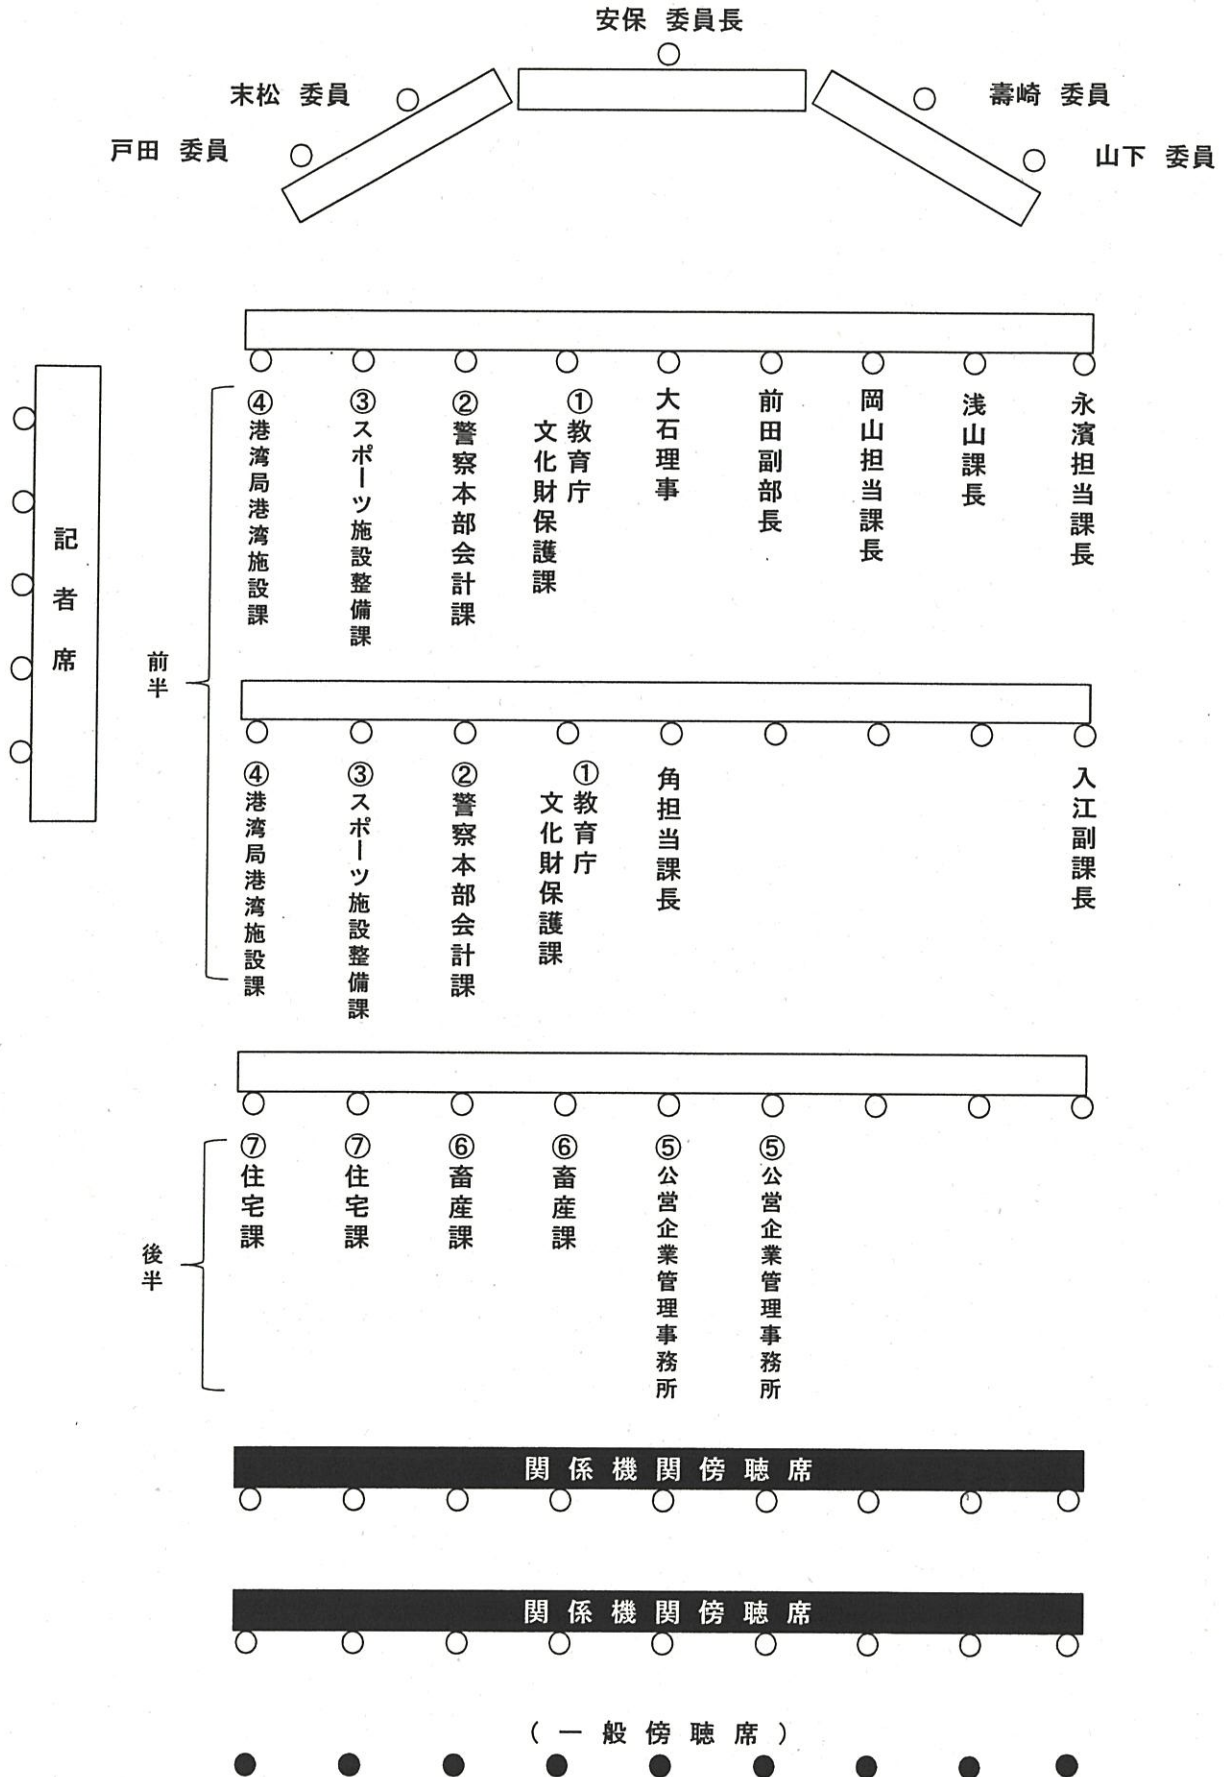 安保 委員長
末松 委員
壽崎 委員
戸田 委員
山下 委員
記者席
前半
④港湾局港湾施設課
③スポーツ施設整備課
②警察本部会計課
①教育庁
文化財保護課
大石理事
前田副部長
岡山担当課長
浅山課長
永濱担当課長
④港湾局港湾施設課
③スポーツ施設整備課
②警察本部会計課
①教育庁
文化財保護課
角担当課長
入江副課長
後半
⑦住宅課
⑦住宅課
⑥畜産課
⑥畜産課
⑤公営企業管理事務所
⑤公営企業管理事務所
関係機関傍聴席
関係機関傍聴席
(一般傍聴席)